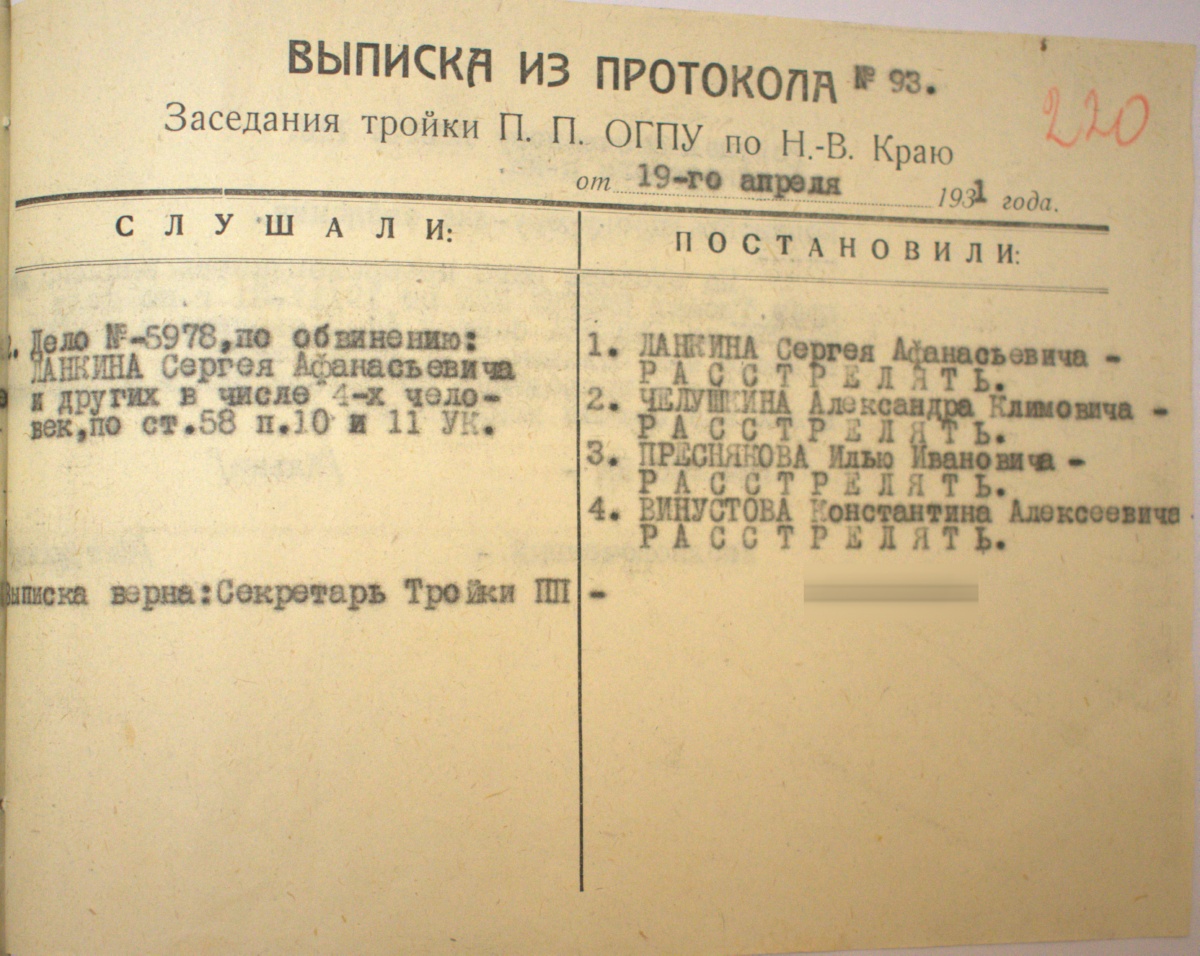 ВЫПИСКА ИЗ ПРОТОКОЛА № 93.
220
Заседания тройки П. П. ОГПУ по Н.-В. Краю
от 19-го апреля 1931 года.
СЛУШАЛИ:
Дело №-5978,по обвинению:
ЛАНКИНА Сергея Афанасьевича
и других в числе 4-х чело-
век,по ст.58 п.10 и 11 УК.
Выписка верна:Секретарь Тройки ПП -
ПОСТАНОВИЛИ:
1. ЛАНКИНА Сергея Афанасьевича -
РАССТРЕЛЯТЬ.
2. ЧЕЛУШКИНА Александра Климовича -
РАССТРЕЛЯТЬ.
3. ПРЕСНЯКОВА Илью Ивановича -
РАССТРЕЛЯТЬ.
4. ВИНУСТОВА Константина Алексеевича
РАССТРЕЛЯТЬ.